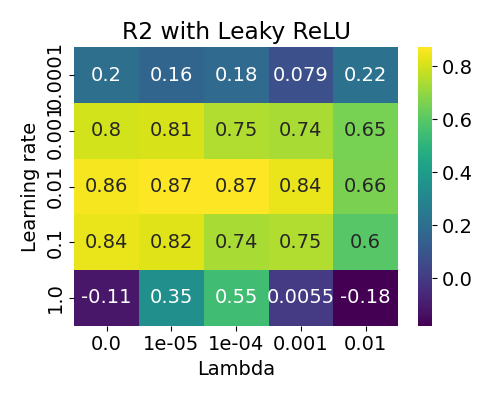 R2 with Leaky ReLU
Learning rate
0.0001 0.2 0.16 0.18 0.079 0.22
0.001 0.8 0.81 0.75 0.74 0.65
0.01 0.86 0.87 0.87 0.84 0.66
0.1 0.84 0.82 0.74 0.75 0.6
1.0 -0.11 0.35 0.55 0.0055 -0.18
0.0 1e-05 1e-04 0.001 0.01
Lambda
0.8
0.6
0.4
0.2
0.0